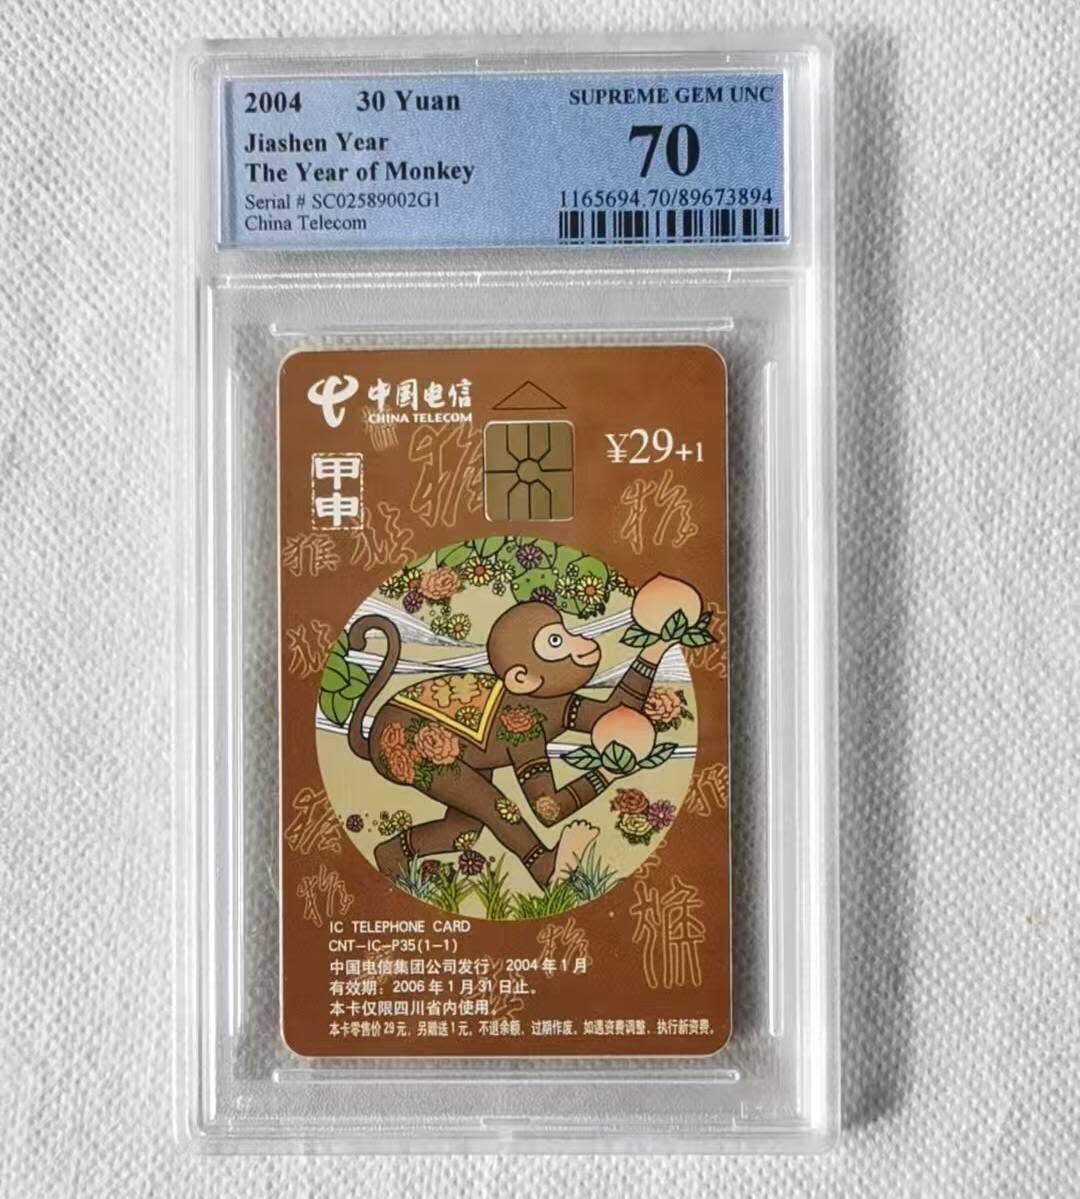 2004 30 Yuan
SUPREME GEM UNC
Jiashen Year
70
The Year of Monkey
Serial # SC02589002G1
1165694.70/89673894
China Telecom
中国电信
CHINA TELECOM
¥29+1
甲
申
猴
祥
IC TELEPHONE CARD
CNT-IC-P35(1-1)
中国电信集团公司发行 2004年1月
有效期：2006年1月31日止。
本卡仅限四川省内使用。
本卡零售价29元，另赠送1元，不退余额，过期作废，如遇资费调整，执行新资费。